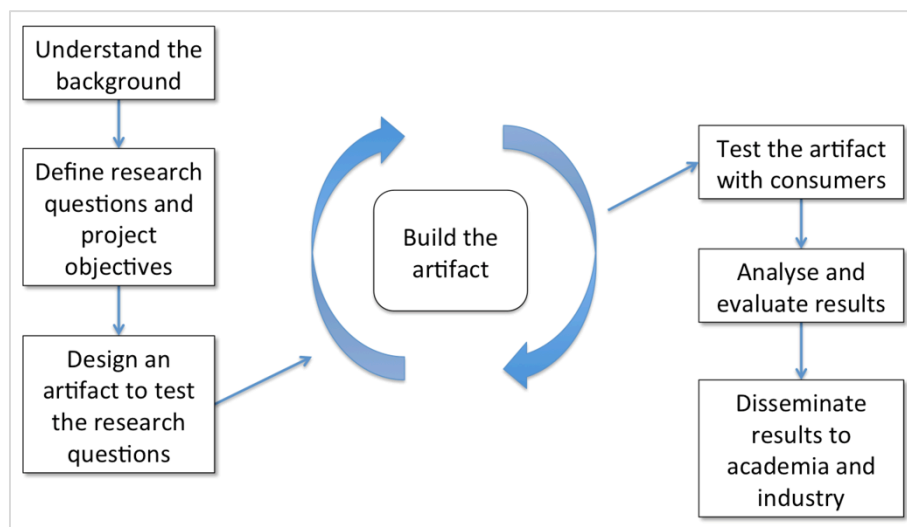 Understand the
background
Define research
questions and
project
objectives
Design an
artifact to test
the research
questions
Build the
artifact
Test the artifact
with consumers
Analyse and
evaluate results
Disseminate
results to
academia and
industry